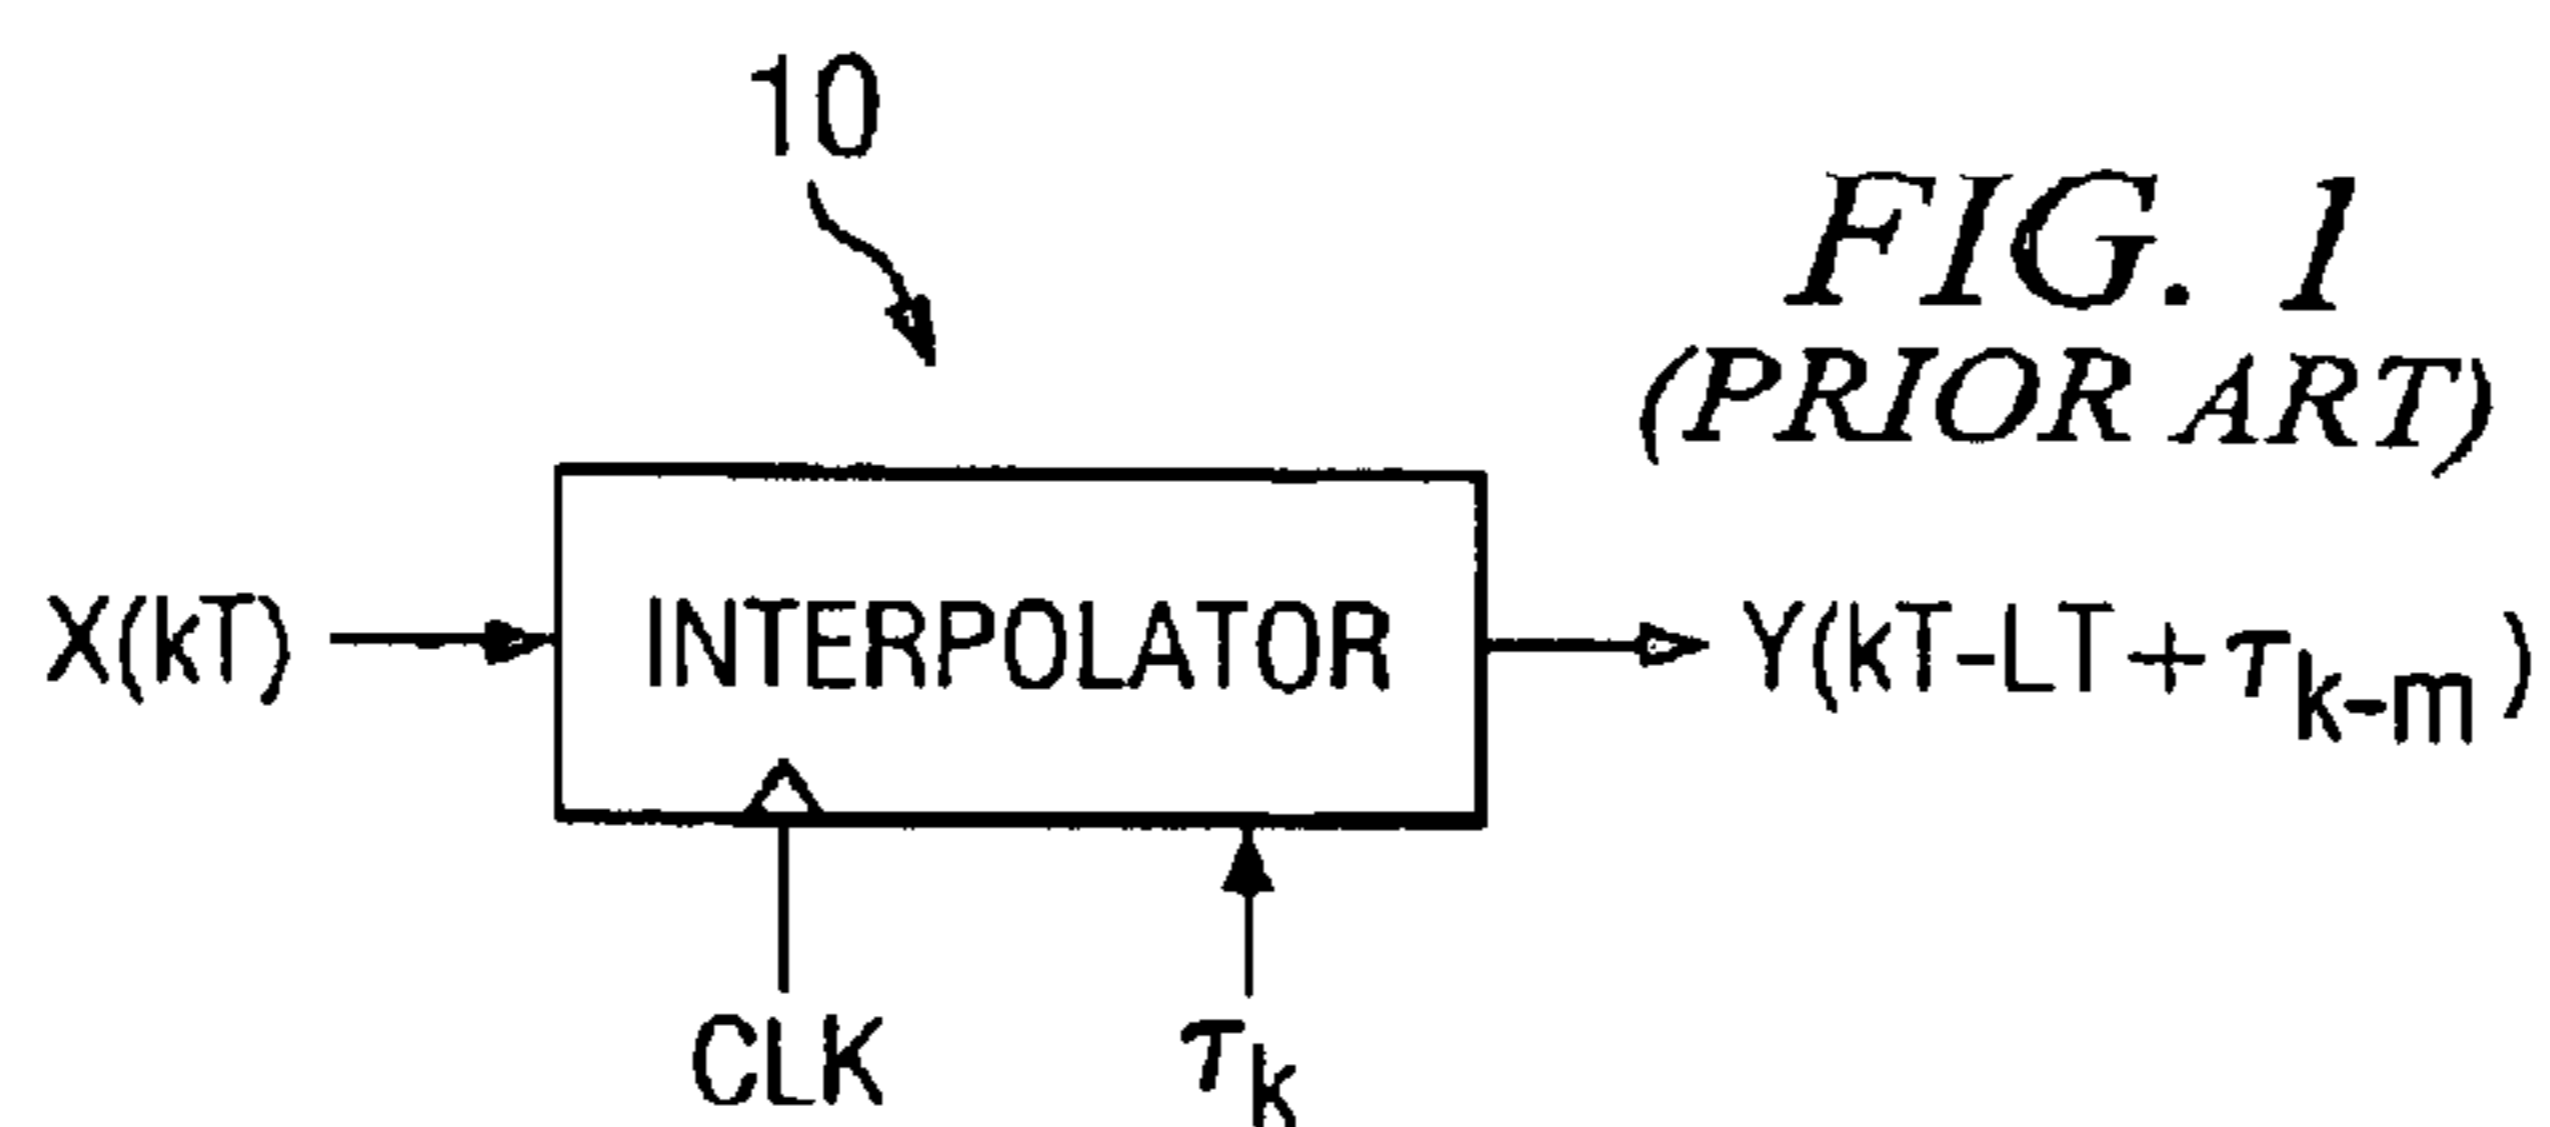 10
FIG. 1
(PRIOR ART)
X(kT)
INTERPOLATOR
Y(kT-LT+τk-m)
CLK
τk